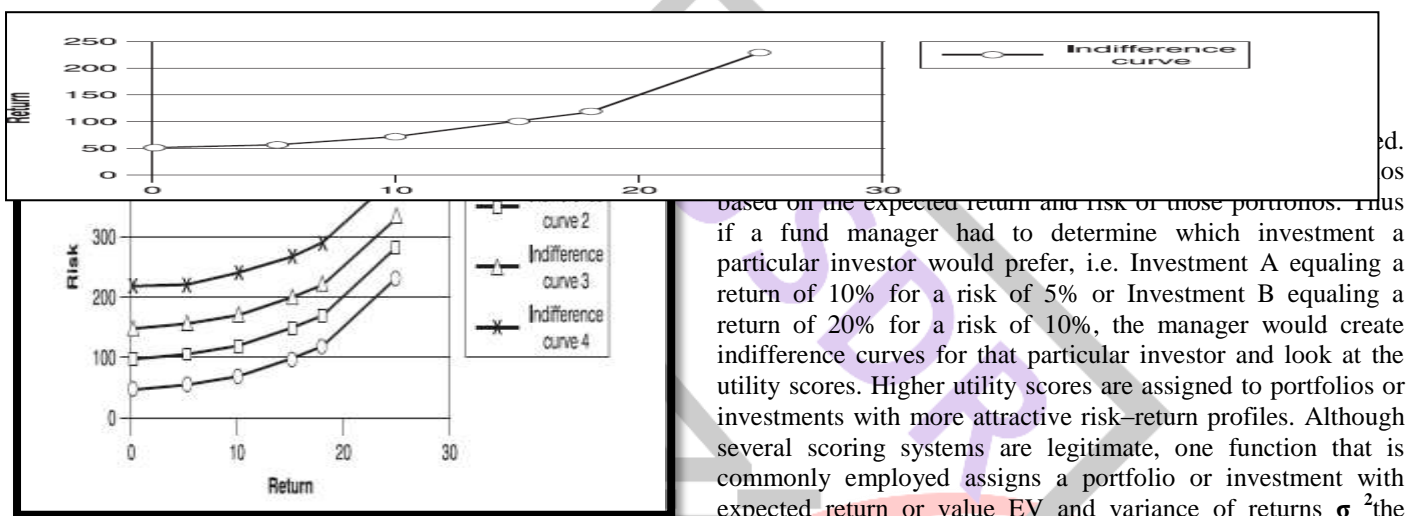 250
200
150
100
50
0
0
10
20
30
Return
Indifference
curve
ed.
os
300
200
100
0
0
10
20
30
Risk
Return
curve 2
Indifference
curve 3
Indifference
curve 4
based on the expected return and risk of those portfolios. Thus
if a fund manager had to determine which investment a
particular investor would prefer, i.e. Investment A equaling a
return of 10% for a risk of 5% or Investment B equaling a
return of 20% for a risk of 10%, the manager would create
indifference curves for that particular investor and look at the
utility scores. Higher utility scores are assigned to portfolios or
investments with more attractive risk–return profiles. Although
several scoring systems are legitimate, one function that is
commonly employed assigns a portfolio or investment with
expected return or value EV and variance of returns σ ²the